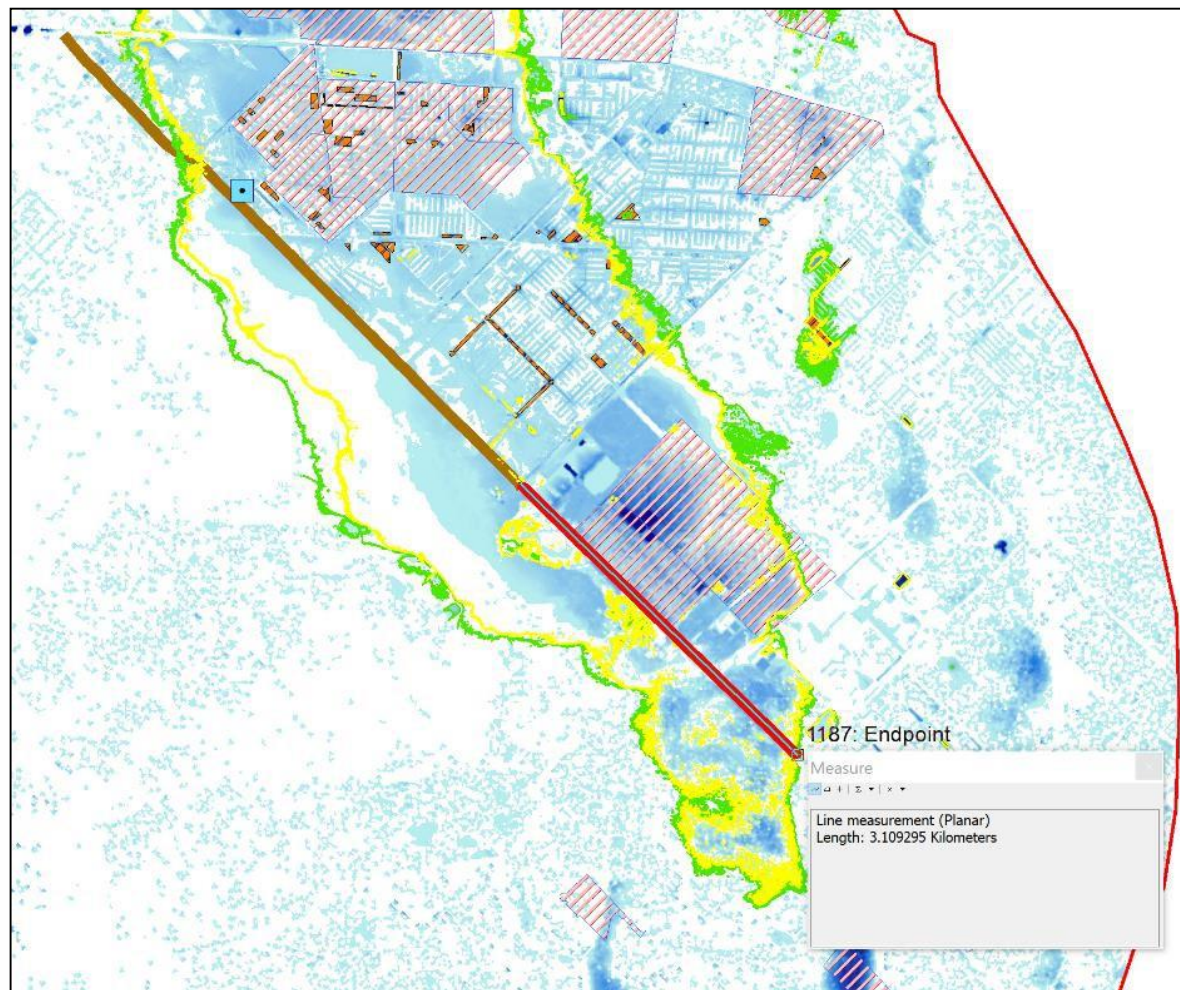 1187: Endpoint
Measure
Line measurement (Planar)
Length: 3.109295 Kilometers